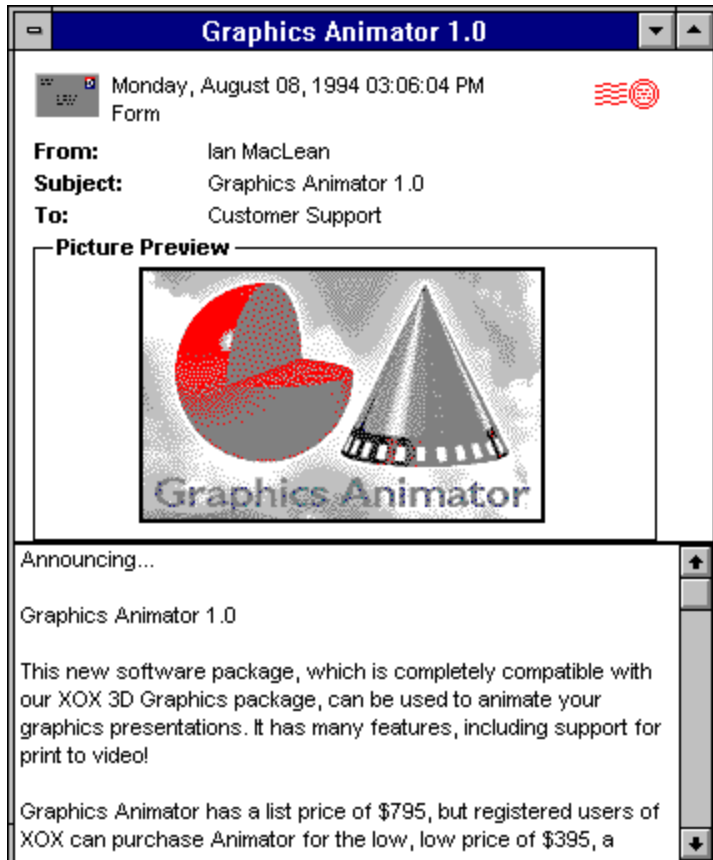 Graphics Animator 1.0
Monday, August 08, 1994 03:06:04 PM
Form
From: Ian MacLean
Subject: Graphics Animator 1.0
To: Customer Support
Picture Preview
Graphics Animator
Announcing...
Graphics Animator 1.0
This new software package, which is completely compatible with
our XOX 3D Graphics package, can be used to animate your
graphics presentations. It has many features, including support for
print to video!
Graphics Animator has a list price of $795, but registered users of
XOX can purchase Animator for the low, low price of $395, a